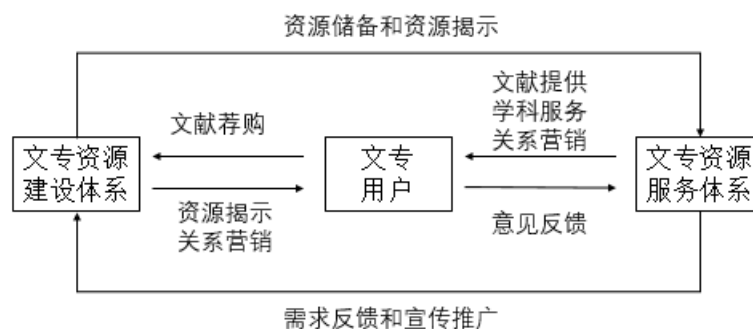 资源储备和资源揭示
文献提供
学科服务
关系营销
文献荐购
文专资源
建设体系
文专
用户
文专资源
服务体系
资源揭示
关系营销
意见反馈
需求反馈和宣传推广